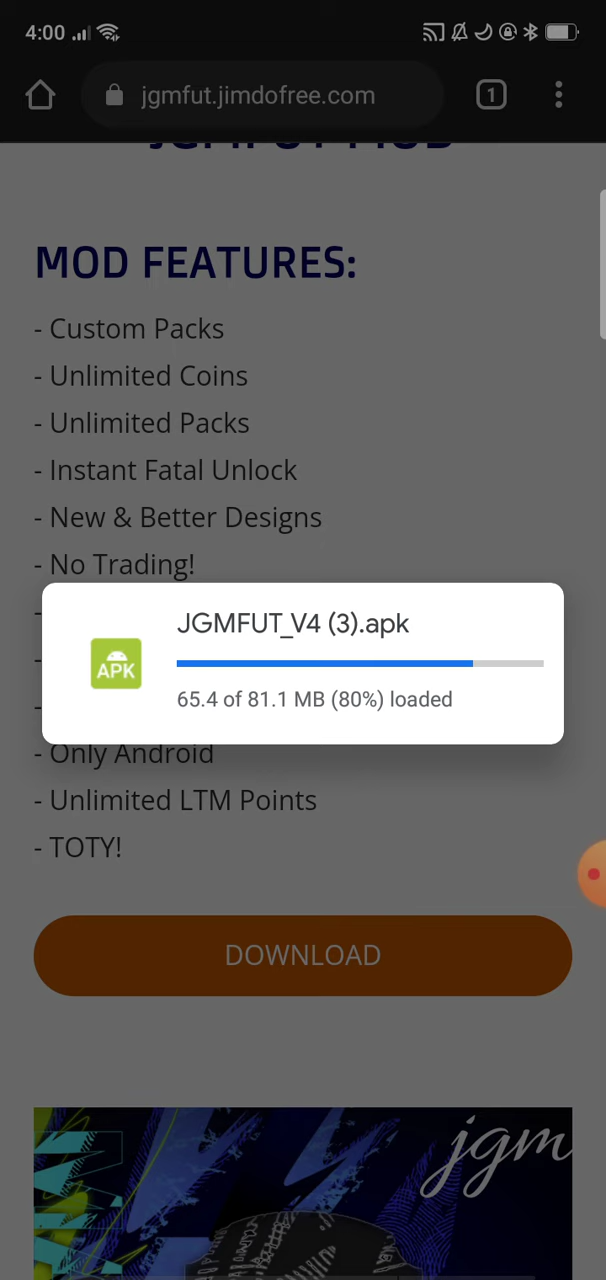 4:00
jgmfut.jimdofree.com
1
MOD FEATURES:
- Custom Packs
- Unlimited Coins
- Unlimited Packs
- Instant Fatal Unlock
- New & Better Designs
- No Trading!
JGMFUT_V4 (3).apk
APK
65.4 of 81.1 MB (80%) loaded
- Only Android
- Unlimited LTM Points
- TOTY!
DOWNLOAD
jgm